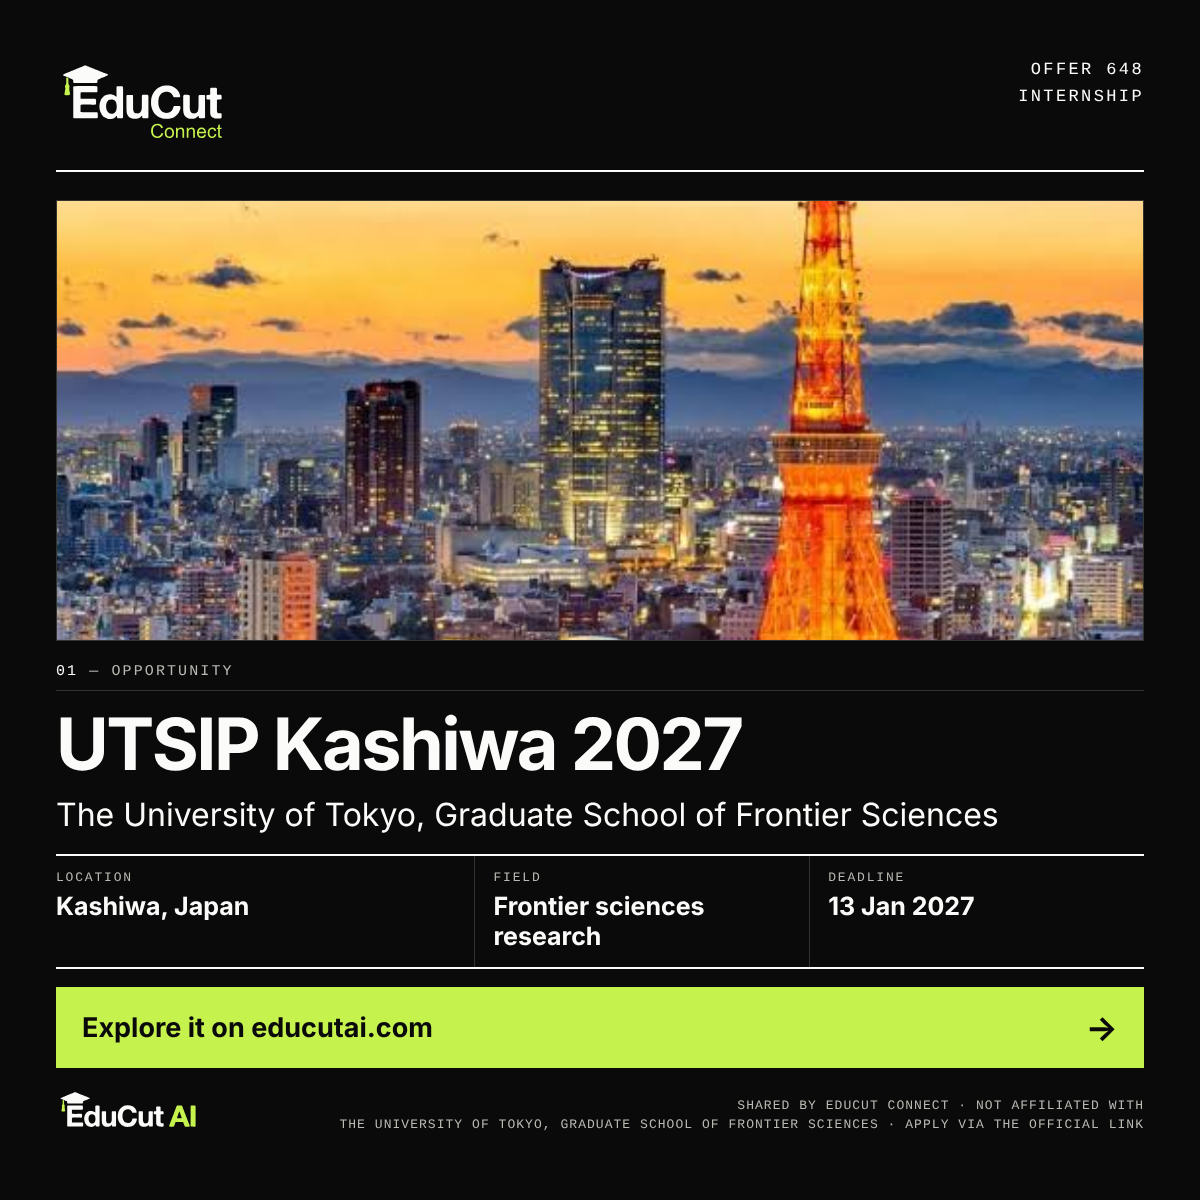 EduCut
Connect
OFFER 648
INTERNSHIP
01 — OPPORTUNITY
UTSIP Kashiwa 2027
The University of Tokyo, Graduate School of Frontier Sciences
LOCATION
Kashiwa, Japan
FIELD
Frontier sciences
research
DEADLINE
13 Jan 2027
Explore it on educutai.com →
EduCut AI
SHARED BY EDUCUT CONNECT · NOT AFFILIATED WITH
THE UNIVERSITY OF TOKYO, GRADUATE SCHOOL OF FRONTIER SCIENCES · APPLY VIA THE OFFICIAL LINK